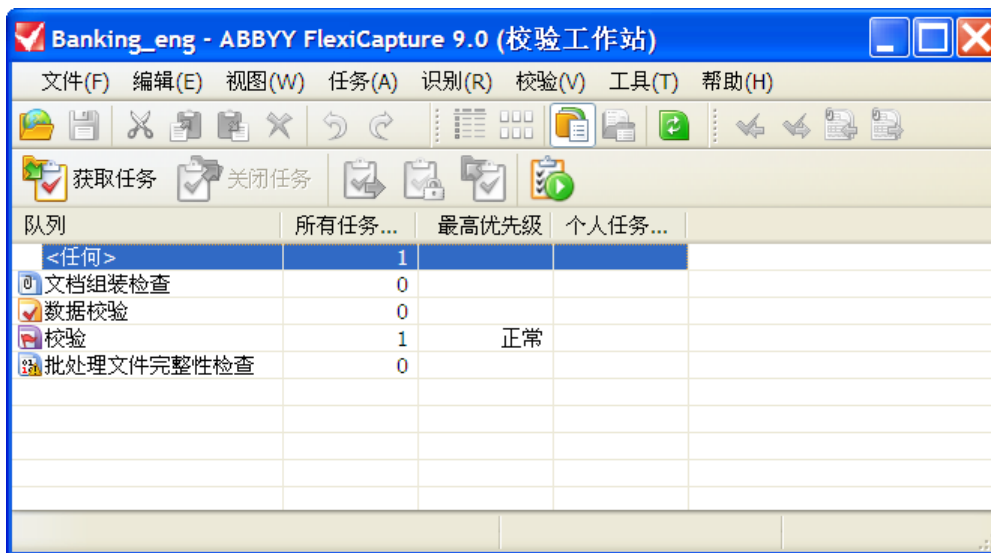 Banking_eng - ABBYY FlexiCapture 9.0 (校验工作站)
文件(F) 编辑(E) 视图(W) 任务(A) 识别(R) 校验(V) 工具(T) 帮助(H)
获取任务 关闭任务
队列 所有任务... 最高优先级 个人任务...
<任何> 1
文档组装检查 0
数据校验 0
校验 1 正常
批处理文件完整性检查 0